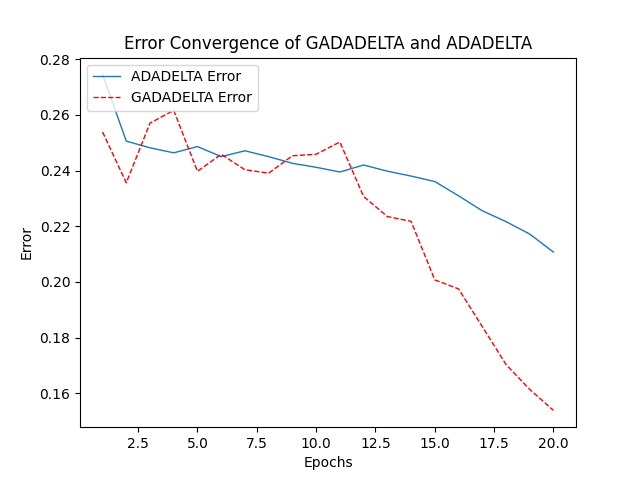 Error Convergence of GADADELTA and ADADELTA
ADADELTA Error
GADADELTA Error
0.28
0.26
0.24
0.22
0.20
0.18
0.16
Error
2.5 5.0 7.5 10.0 12.5 15.0 17.5 20.0
Epochs